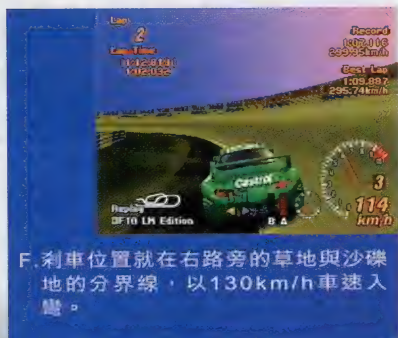 Lap
2
Record
Lap Time
Best Lap
1:09.887
295.74km/h
Castrol
3
114
km/h
Replay
3F10 LM Edition
B A
F.剎車位置就在右路旁的草地與沙礫
地的分界線，以130km/h車速入
彎。